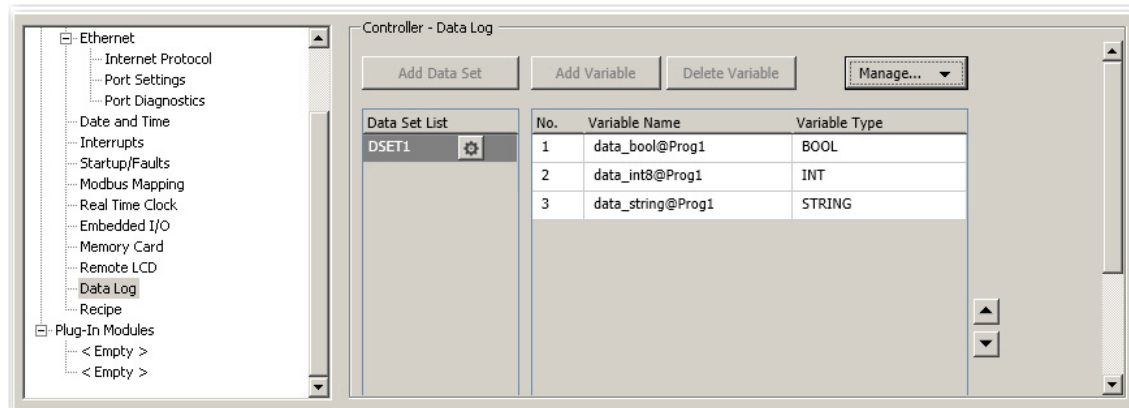 Ethernet
Internet Protocol
Port Settings
Port Diagnostics
Date and Time
Interrupts
Startup/Faults
Modbus Mapping
Real Time Clock
Embedded I/O
Memory Card
Remote LCD
Data Log
Recipe
Plug-In Modules
< Empty >
< Empty >
Controller - Data Log
Add Data Set Add Variable Delete Variable Manage...
Data Set List
DSET1
No. Variable Name Variable Type
1 data_bool@Prog1 BOOL
2 data_int8@Prog1 INT
3 data_string@Prog1 STRING